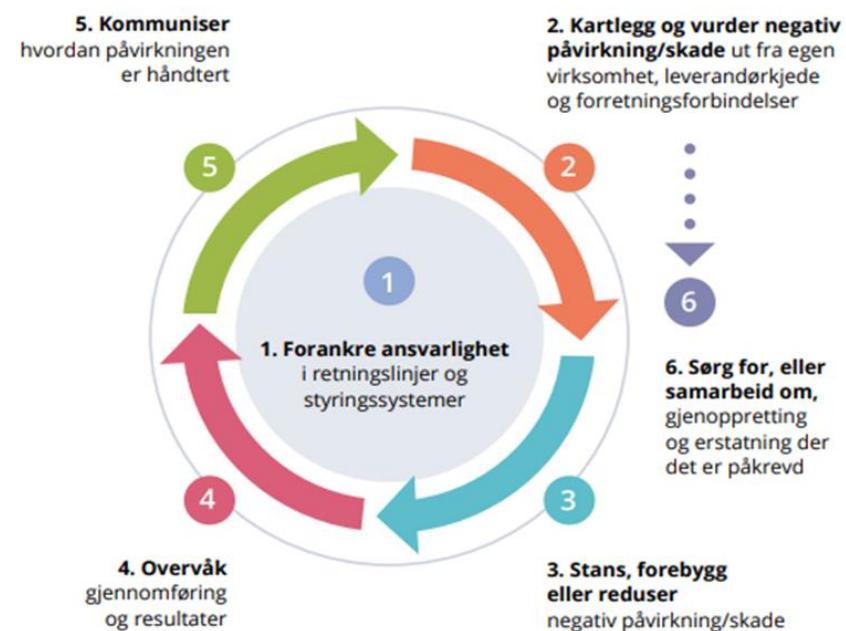 5. Kommuniser
hvordan påvirkningen
er håndtert
2. Kartlegg og vurder negativ
påvirkning/skade ut fra egen
virksomhet, leverandørkjede
og forretningsforbindelser
5
2
1
6
1. Forankre ansvarlighet
i retningslinjer og
styringssystemer
6. Sørg for, eller
samarbeid om,
gjenoppretting
og erstatning der
det er påkrevd
4
3
4. Overvåk
gjennomføring
og resultater
3. Stans, forebygg
eller reduser
negativ påvirkning/skade